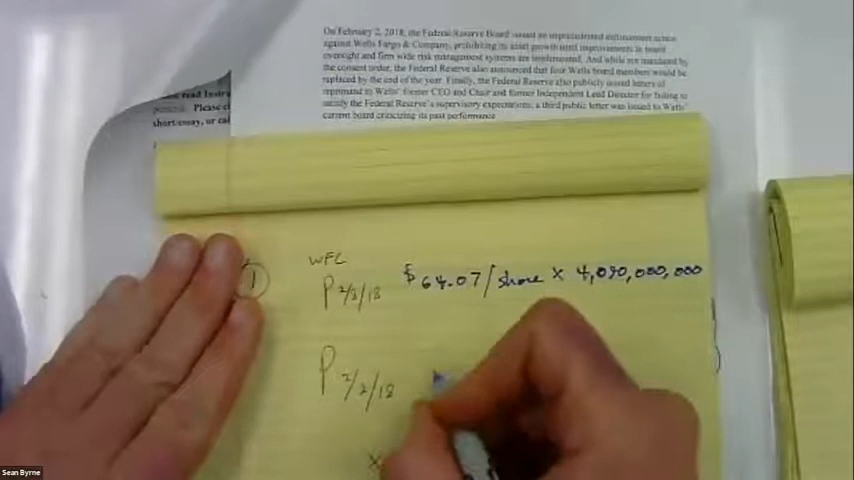 On February 2, 2018, the Federal Reserve Board issued an unprecedented enforcement action
against Wells Fargo & Company, prohibiting its asset growth until improvements in board
oversight and firm wide risk management systems are implemented. And while not mandated by
the consent order, the Federal Reserve also announced that four Wells board members would be
replaced by the end of the year. Finally, the Federal Reserve also publicly issued letters of
reprimand to Wells' former CEO and Chair and former Independent Lead Director for failing to
satisfy the Federal Reserve's supervisory expectations, a third public letter was issued to Wells'
current board criticizing its past performance
read Instru
Please c
short essay, or cal
1
WFC
P 2/2/18 $64.07/share x 4,090,000,000
P 2/2/18
x
Sean Byrne